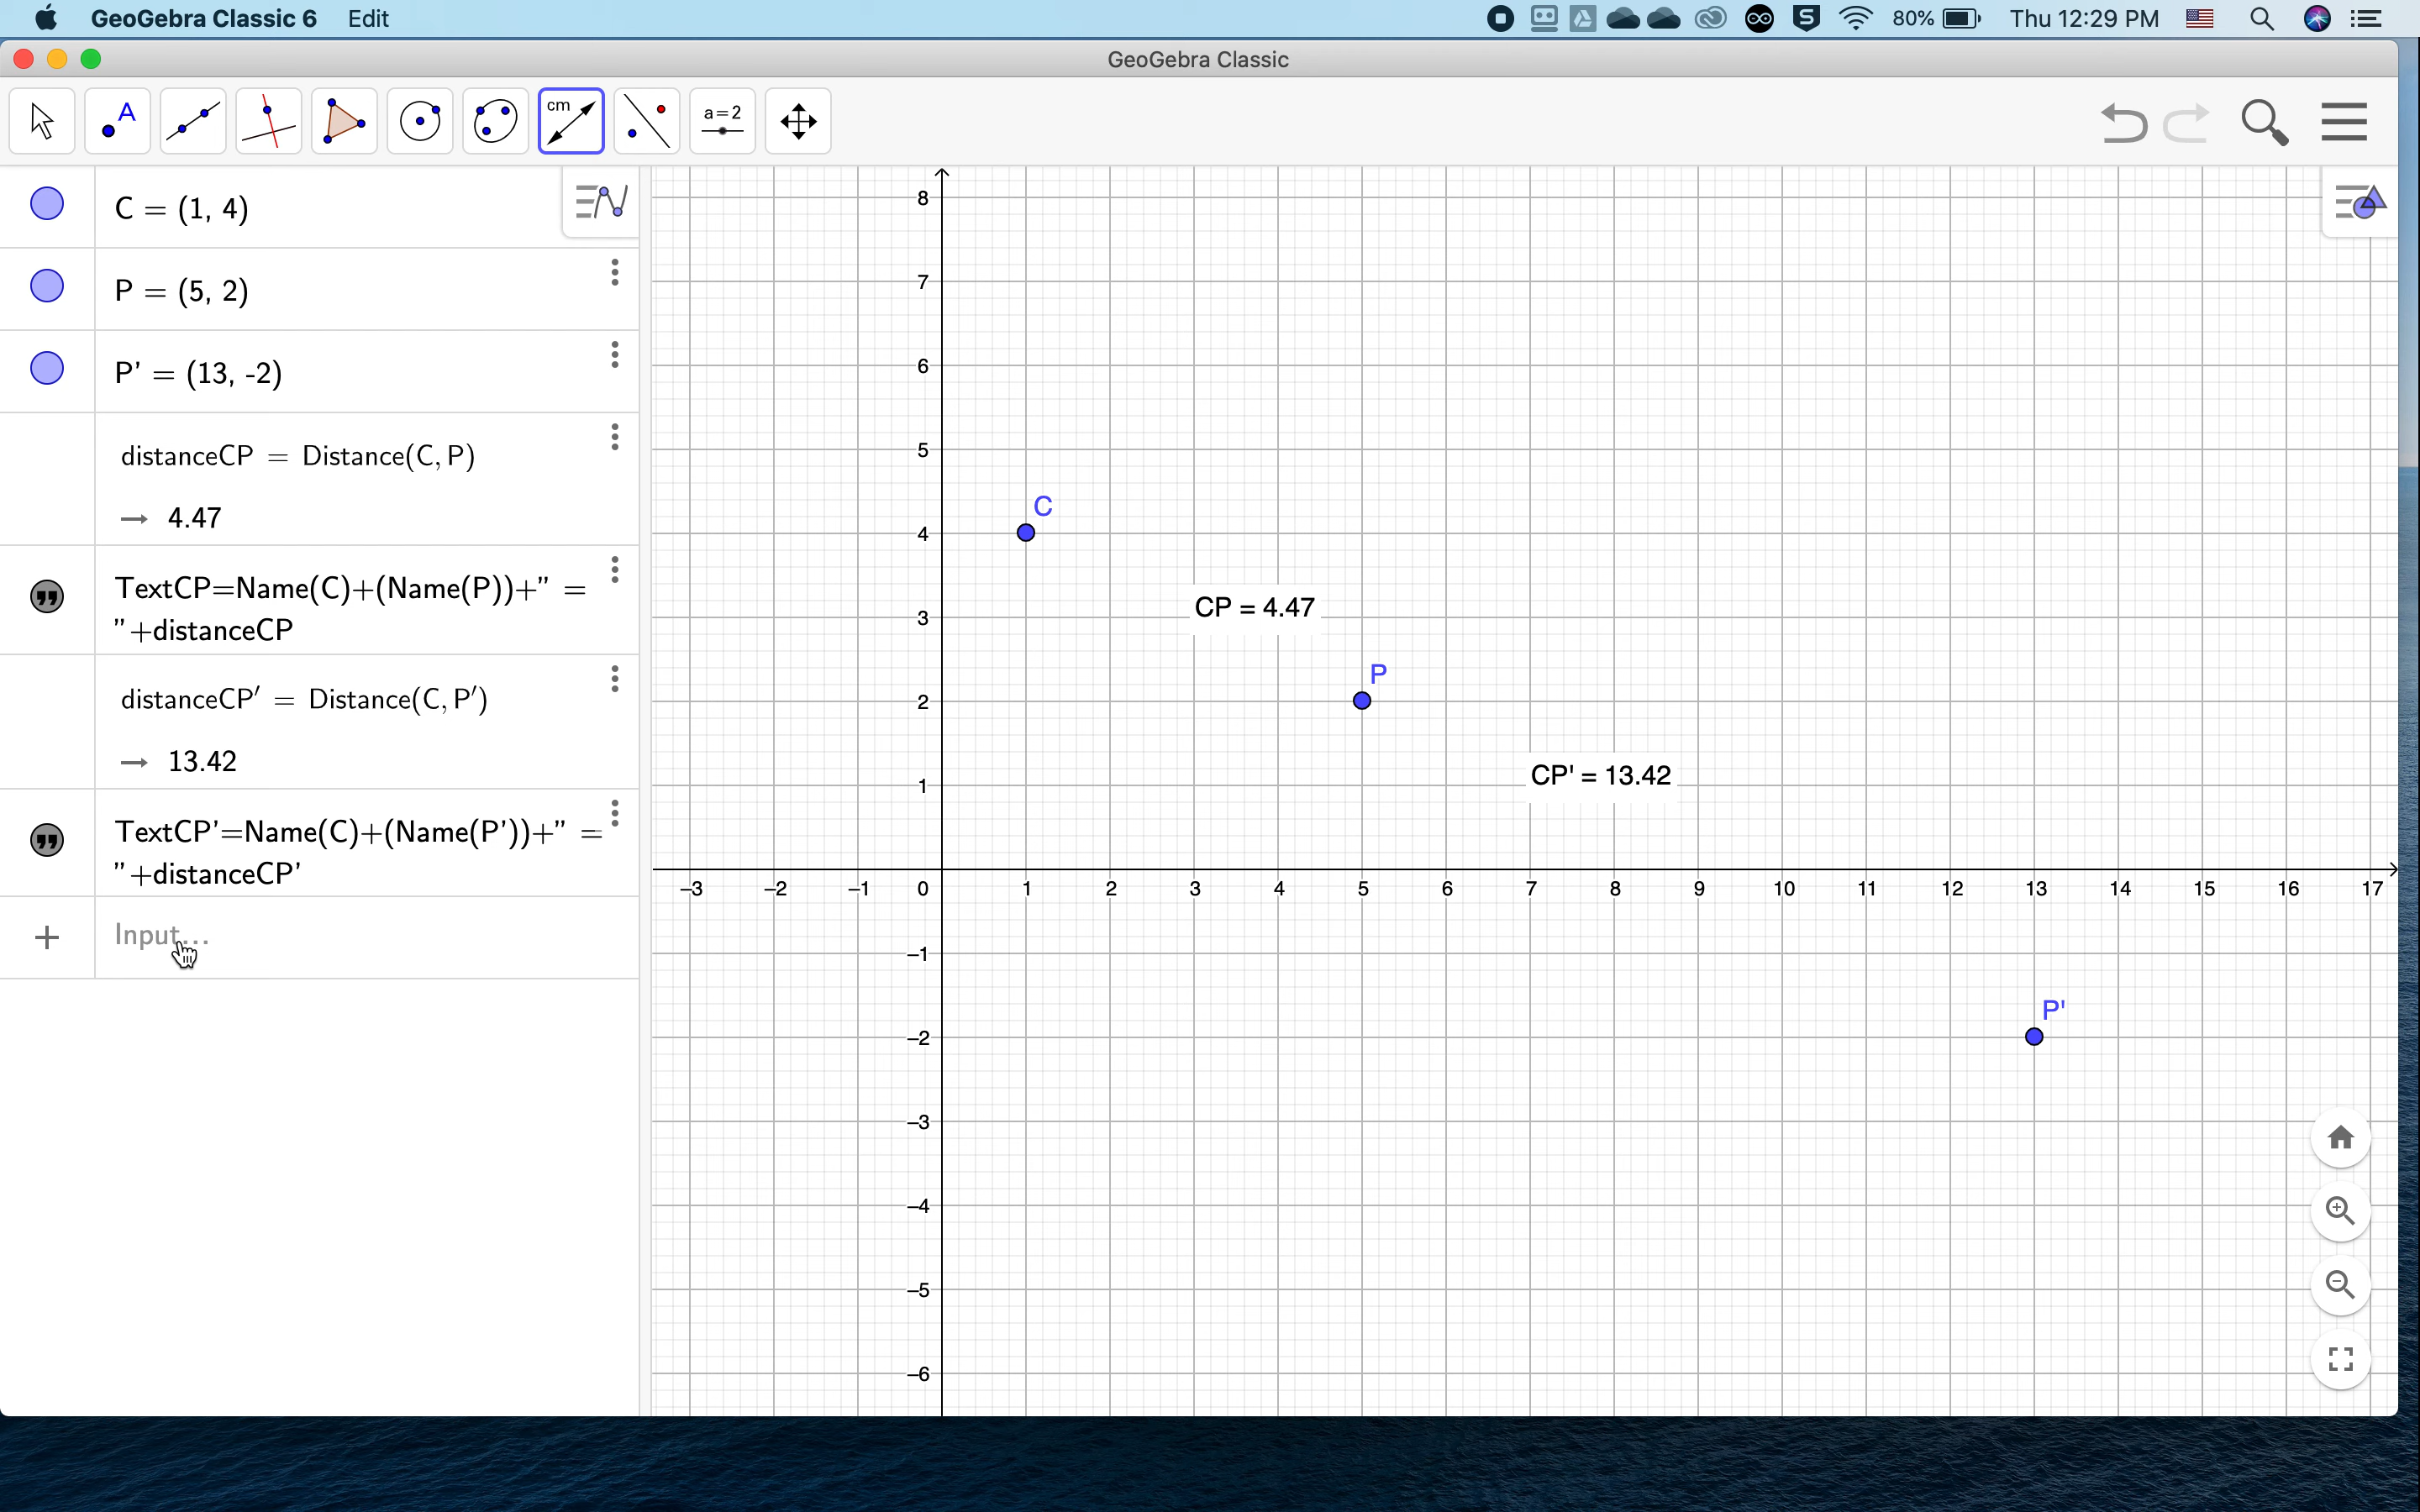 GeoGebra Classic 6 Edit
80% Thu 12:29 PM
GeoGebra Classic
A
cm
a=2
C = (1, 4)
P = (5, 2)
P' = (13, -2)
distanceCP = Distance(C, P)
→ 4.47
TextCP=Name(C)+(Name(P))+" =
"+distanceCP
distanceCP′ = Distance(C, P′)
→ 13.42
TextCP'=Name(C)+(Name(P'))+" =
"+distanceCP'
+ Input...
8
7
6
5
C
4
CP = 4.47
3
P
2
CP' = 13.42
1
–3 –2 –1 0 1 2 3 4 5 6 7 8 9 10 11 12 13 14 15 16 17
–1
P'
–2
–3
–4
–5
–6